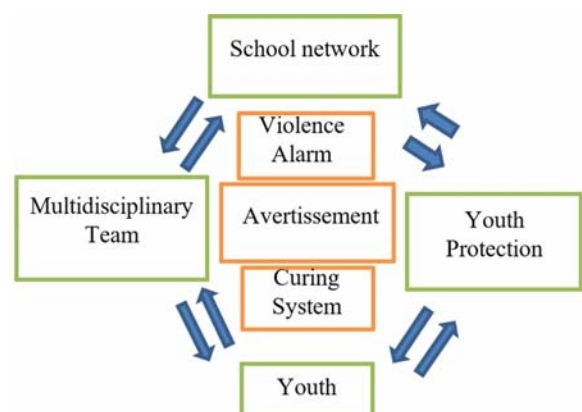 School network
Violence
Alarm
Multidisciplinary
Team
Avertissement
Youth
Protection
Curing
System
Youth